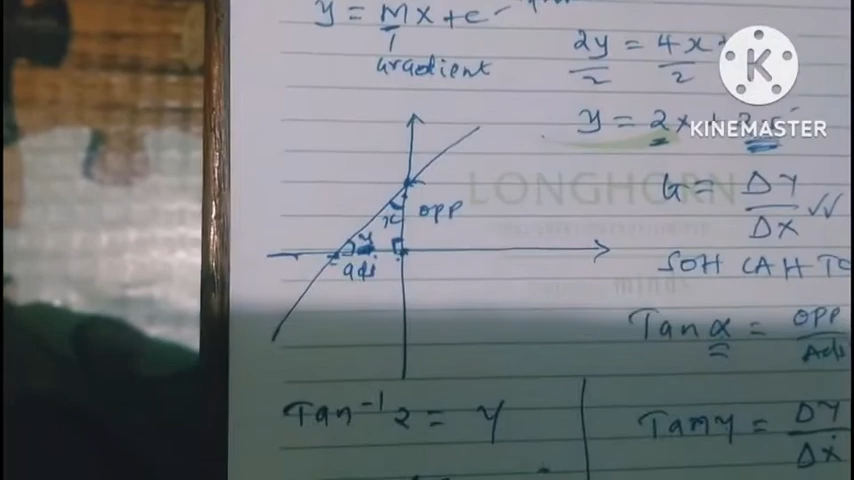 y = Mx + c
Gradient
2y = 4x
2 2
y = 2x +
KINEMASTER
LONGHORN
G = ΔY
ΔX
SOH CAH TO
minds
opp
x
y
adj
Tan α = opp
Adj
Tan⁻¹ 2 = y
Tan y = ΔY
ΔX